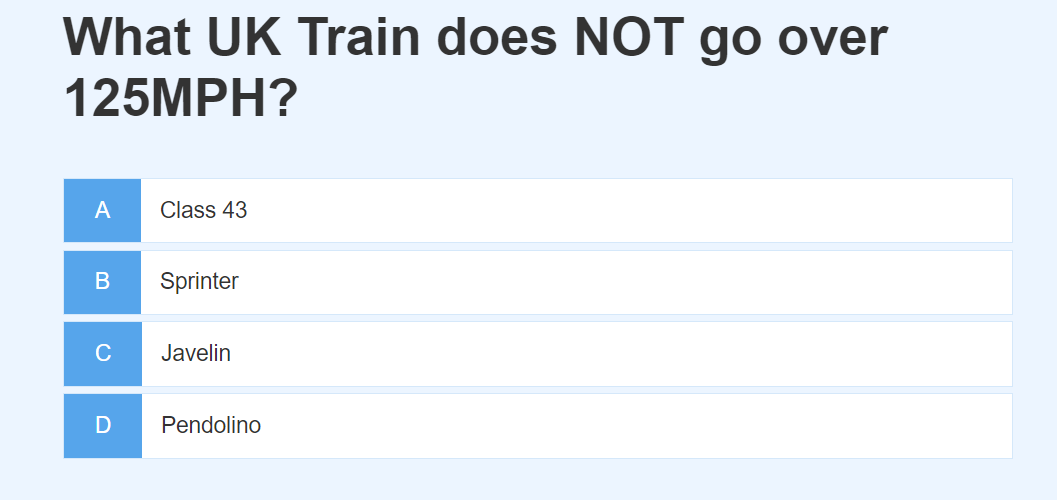 What UK Train does NOT go over
125MPH?
A Class 43
B Sprinter
C Javelin
D Pendolino